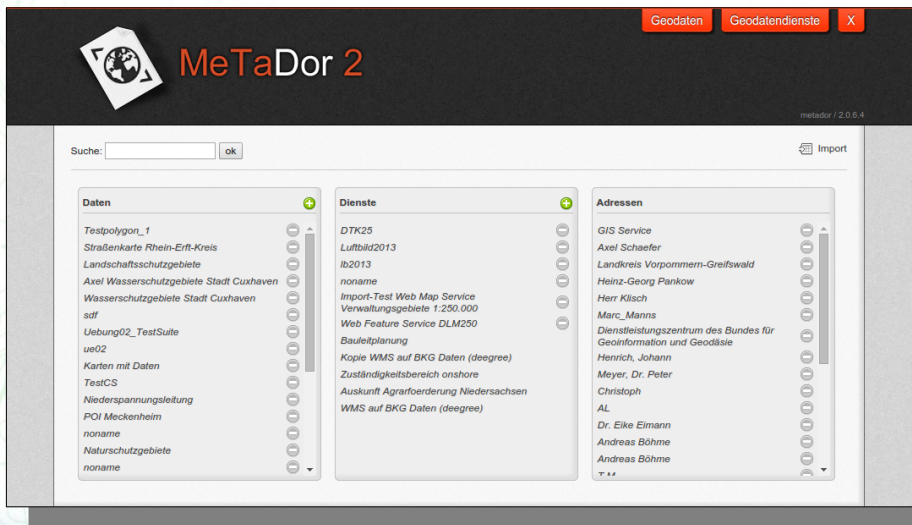 Geodaten Geodatendienste X
MeTaDor 2
metador / 2.0.6.4
Suche: ok Import
Daten
Testpolygon_1
Straßenkarte Rhein-Erft-Kreis
Landschaftsschutzgebiete
Axel Wasserschutzgebiete Stadt Cuxhaven
Wasserschutzgebiete Stadt Cuxhaven
sdf
Uebung02_TestSuite
ue02
Karten mit Daten
TestCS
Niederspannungsleitung
POI Meckenheim
noname
Naturschutzgebiete
noname
Dienste
DTK25
Luftbild2013
lb2013
noname
Import-Test Web Map Service
Verwaltungsgebiete 1:250.000
Web Feature Service DLM250
Bauleitplanung
Kopie WMS auf BKG Daten (deegree)
Zuständigkeitsbereich onshore
Auskunft Agrarfoerderung Niedersachsen
WMS auf BKG Daten (deegree)
Adressen
GIS Service
Axel Schaefer
Landkreis Vorpommern-Greifswald
Heinz-Georg Pankow
Herr Klisch
Marc_Manns
Dienstleistungszentrum des Bundes für
Geoinformation und Geodäsie
Henrich, Johann
Meyer, Dr. Peter
Christoph
AL
Dr. Eike Eimann
Andreas Böhme
Andreas Böhme